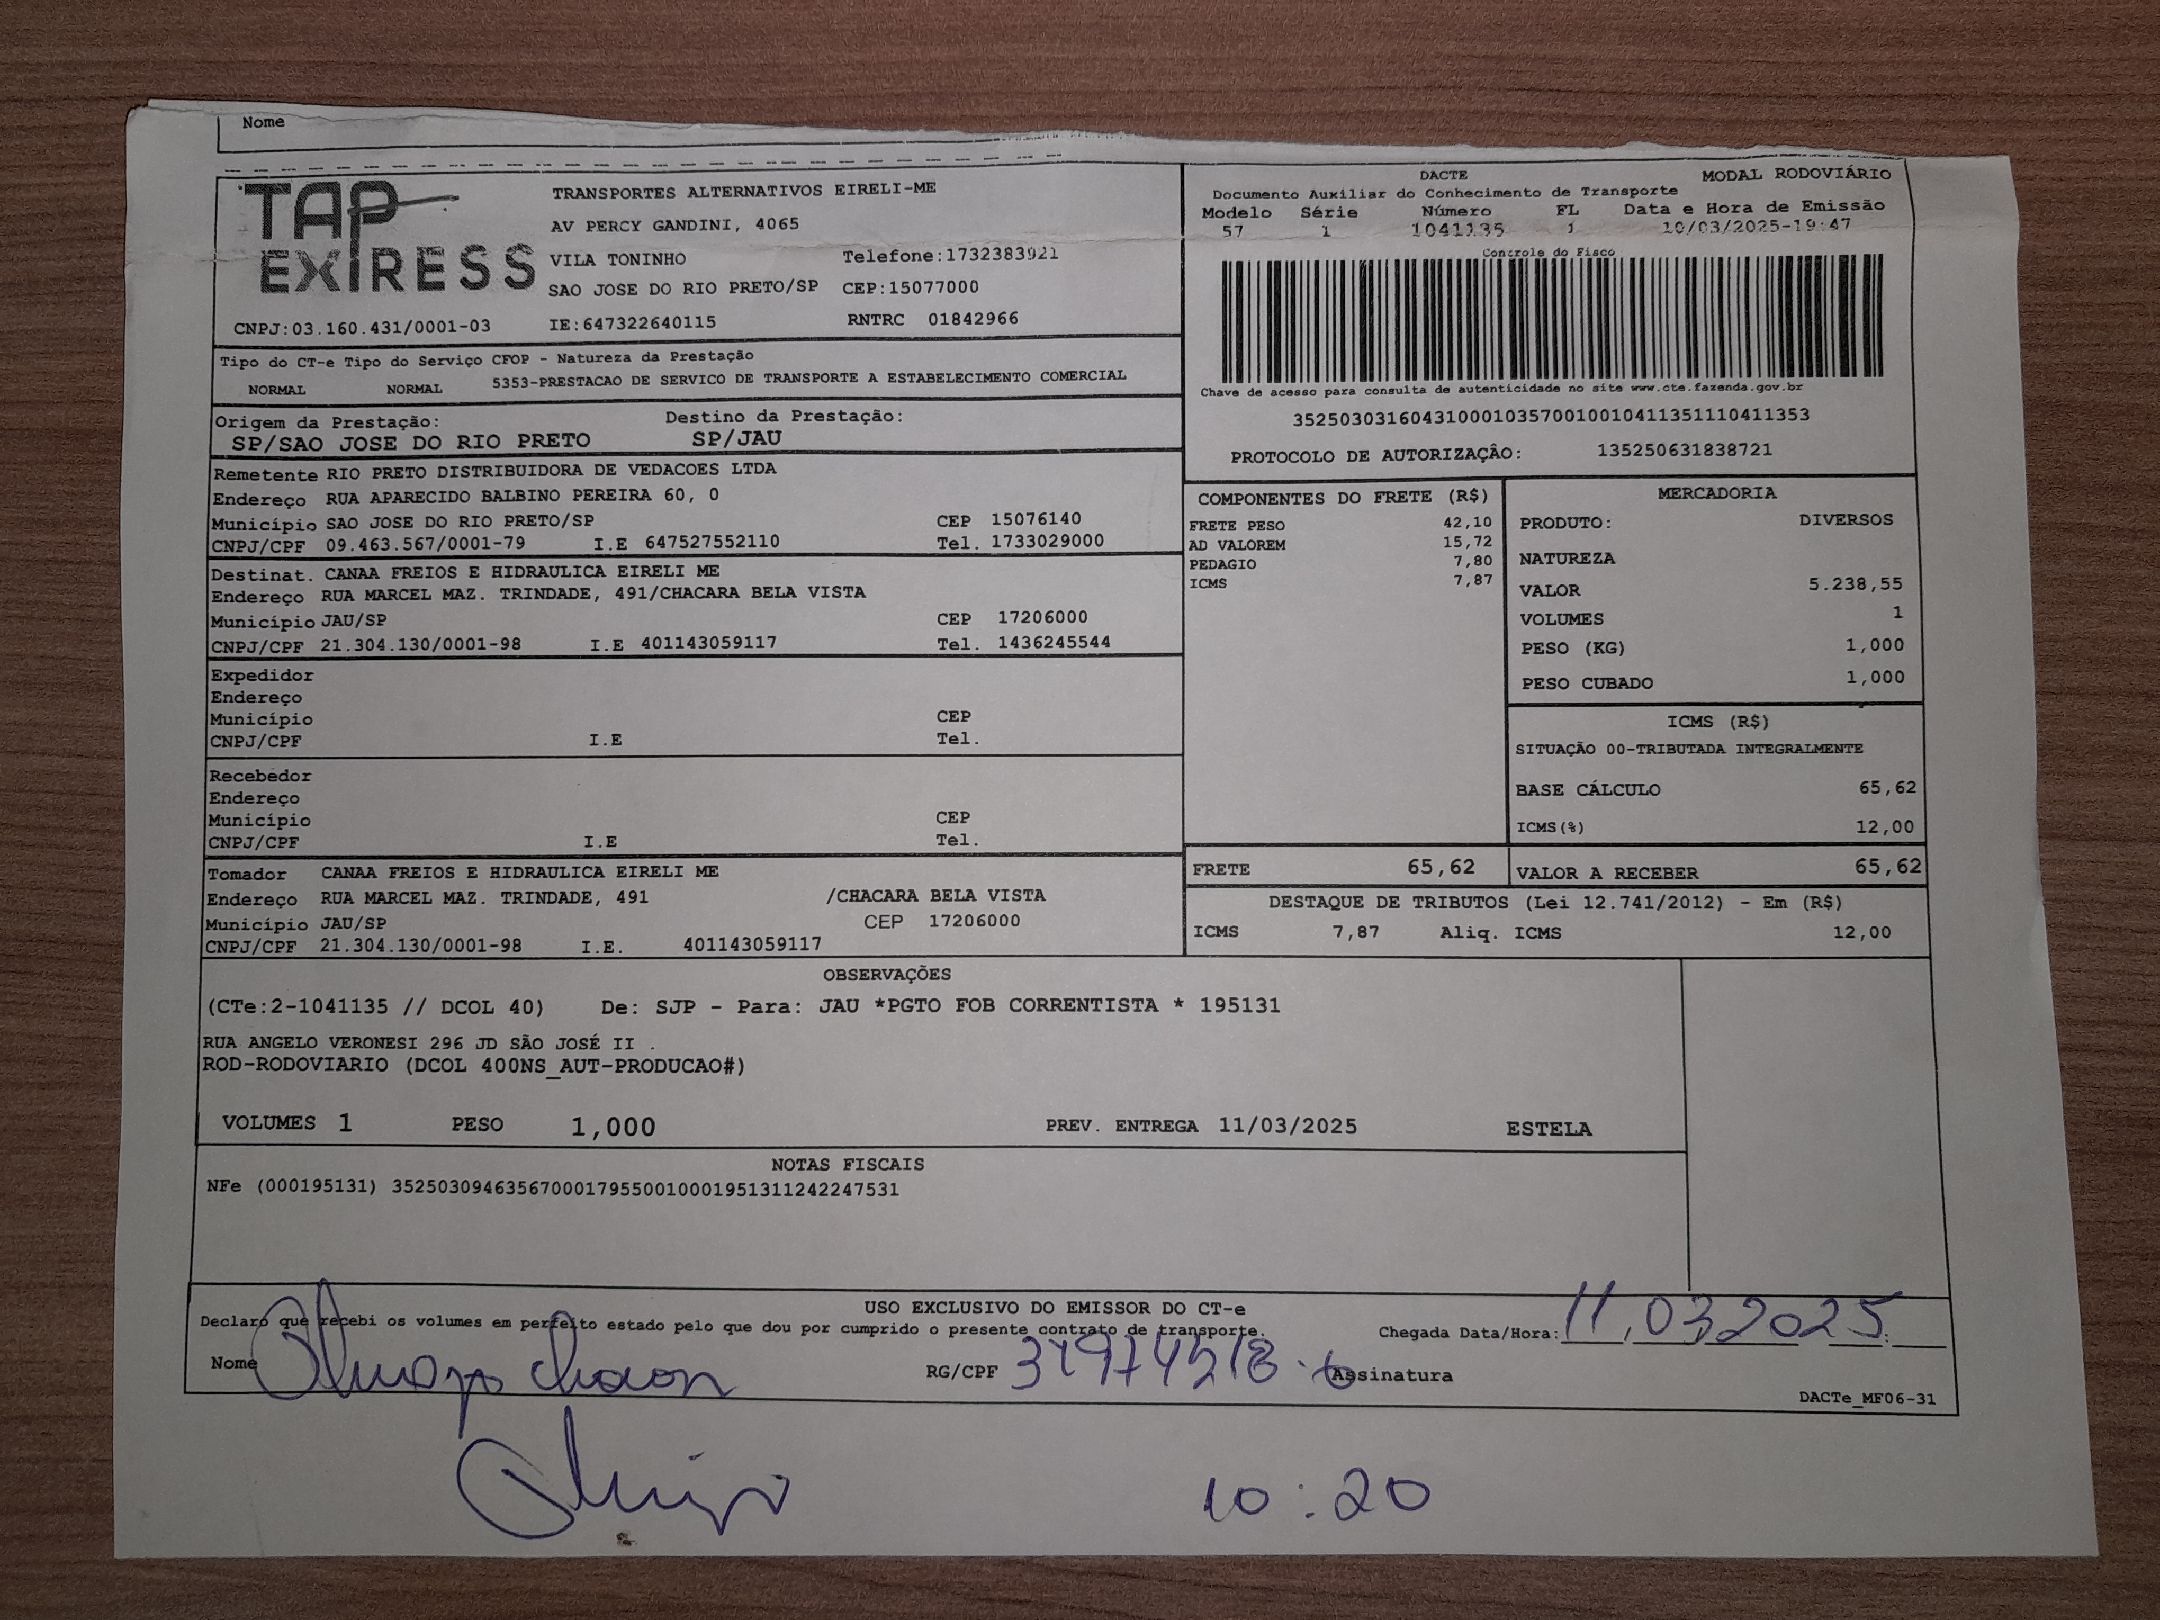 Nome
TAP
EXPRESS
TRANSPORTES ALTERNATIVOS EIRELI-ME
AV PERCY GANDINI, 4065
VILA TONINHO Telefone:1732383921
SAO JOSE DO RIO PRETO/SP CEP:15077000
CNPJ:03.160.431/0001-03 IE:647322640115 RNTRC 01842966
DACTE MODAL RODOVIÁRIO
Documento Auxiliar do Conhecimento de Transporte
Modelo Série Número FL Data e Hora de Emissão
57 1 1041135 1 10/03/2025-19:47
Controle do Fisco
Chave de acesso para consulta de autenticidade no site www.cte.fazenda.gov.br
35250303160431000103570010010411351110411353
PROTOCOLO DE AUTORIZAÇÃO: 135250631838721
Tipo do CT-e Tipo do Serviço CFOP - Natureza da Prestação
NORMAL NORMAL 5353-PRESTACAO DE SERVICO DE TRANSPORTE A ESTABELECIMENTO COMERCIAL
Origem da Prestação: Destino da Prestação:
SP/SAO JOSE DO RIO PRETO SP/JAU
Remetente RIO PRETO DISTRIBUIDORA DE VEDACOES LTDA
Endereço RUA APARECIDO BALBINO PEREIRA 60, 0
Município SAO JOSE DO RIO PRETO/SP CEP 15076140
CNPJ/CPF 09.463.567/0001-79 I.E 647527552110 Tel. 1733029000
Destinat. CANAA FREIOS E HIDRAULICA EIRELI ME
Endereço RUA MARCEL MAZ. TRINDADE, 491/CHACARA BELA VISTA
Município JAU/SP CEP 17206000
CNPJ/CPF 21.304.130/0001-98 I.E 401143059117 Tel. 1436245544
Expedidor
Endereço
Município CEP
CNPJ/CPF I.E Tel.
Recebedor
Endereço
Município CEP
CNPJ/CPF I.E Tel.
Tomador CANAA FREIOS E HIDRAULICA EIRELI ME
Endereço RUA MARCEL MAZ. TRINDADE, 491 /CHACARA BELA VISTA
Município JAU/SP CEP 17206000
CNPJ/CPF 21.304.130/0001-98 I.E. 401143059117
COMPONENTES DO FRETE (R$)
FRETE PESO 42,10
AD VALOREM 15,72
PEDAGIO 7,80
ICMS 7,87
MERCADORIA
PRODUTO: DIVERSOS
NATUREZA
VALOR 5.238,55
VOLUMES 1
PESO (KG) 1,000
PESO CUBADO 1,000
ICMS (R$)
SITUAÇÃO 00-TRIBUTADA INTEGRALMENTE
BASE CÁLCULO 65,62
ICMS(%) 12,00
FRETE 65,62 VALOR A RECEBER 65,62
DESTAQUE DE TRIBUTOS (Lei 12.741/2012) - Em (R$)
ICMS 7,87 Aliq. ICMS 12,00
OBSERVAÇÕES
(CTe:2-1041135 // DCOL 40) De: SJP - Para: JAU *PGTO FOB CORRENTISTA * 195131
RUA ANGELO VERONESI 296 JD SÃO JOSÉ II .
ROD-RODOVIARIO (DCOL 400NS_AUT-PRODUCAO#)
VOLUMES 1 PESO 1,000 PREV. ENTREGA 11/03/2025 ESTELA
NOTAS FISCAIS
NFe (000195131) 35250309463567000179550010001951311242247531
USO EXCLUSIVO DO EMISSOR DO CT-e
Declaro que recebi os volumes em perfeito estado pelo que dou por cumprido o presente contrato de transporte. Chegada Data/Hora: 11.03.2025
Nome RG/CPF Assinatura
DACTe_MF06-31
10:20